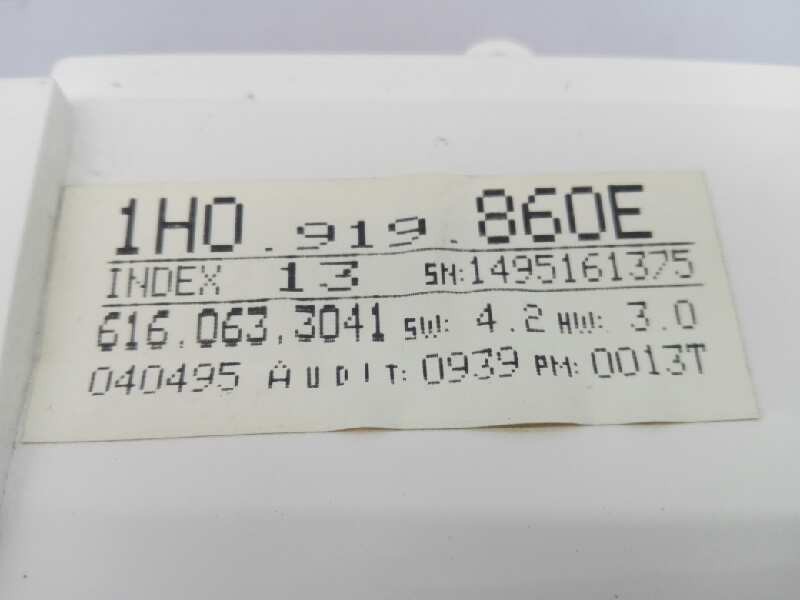 1H0.919.860E
INDEX 13 SN:1495161375
616.063.3041 SW: 4.2 HW: 3.0
040495 AUDIT: 0939 PM: 0013T